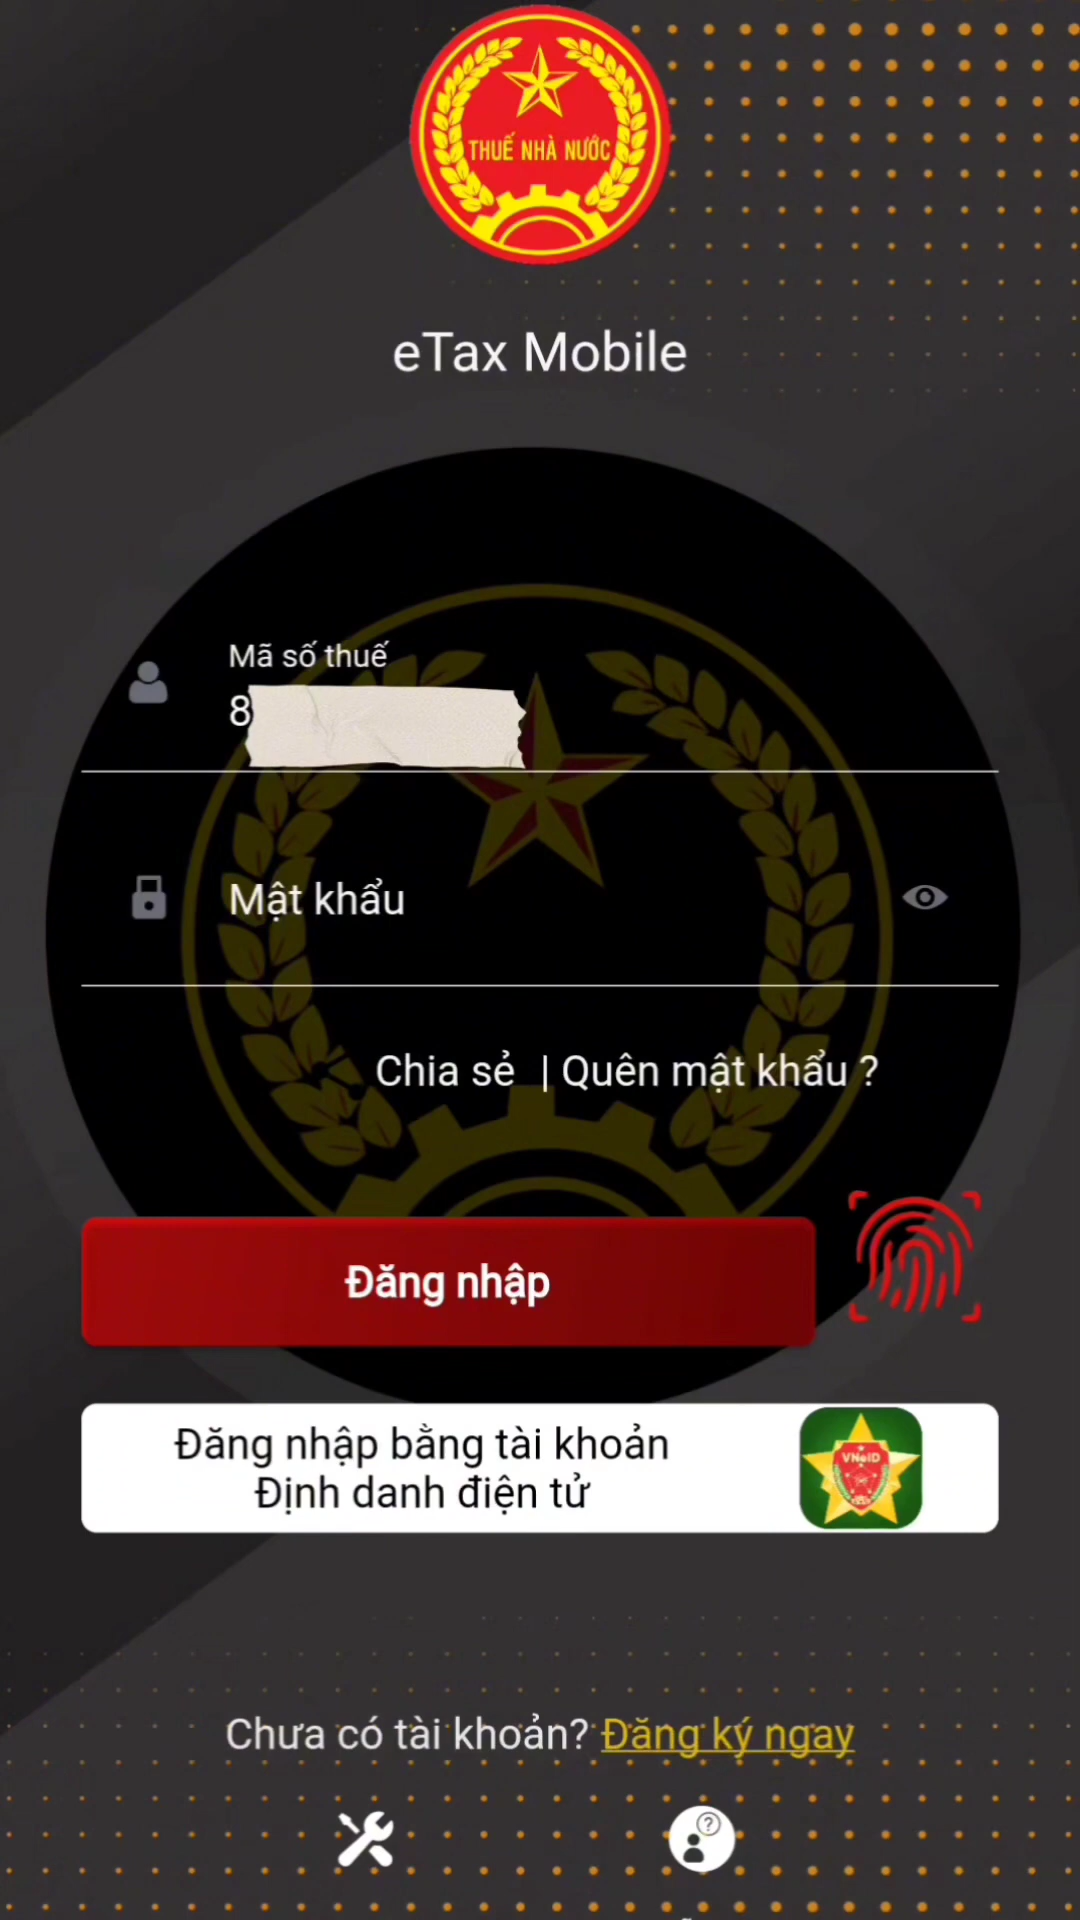 THUẾ NHÀ NƯỚC
eTax Mobile
Mã số thuế
8
Mật khẩu
Chia sẻ | Quên mật khẩu ?
Đăng nhập
Đăng nhập bằng tài khoản
Định danh điện tử
VNeID
Chưa có tài khoản? Đăng ký ngay
?